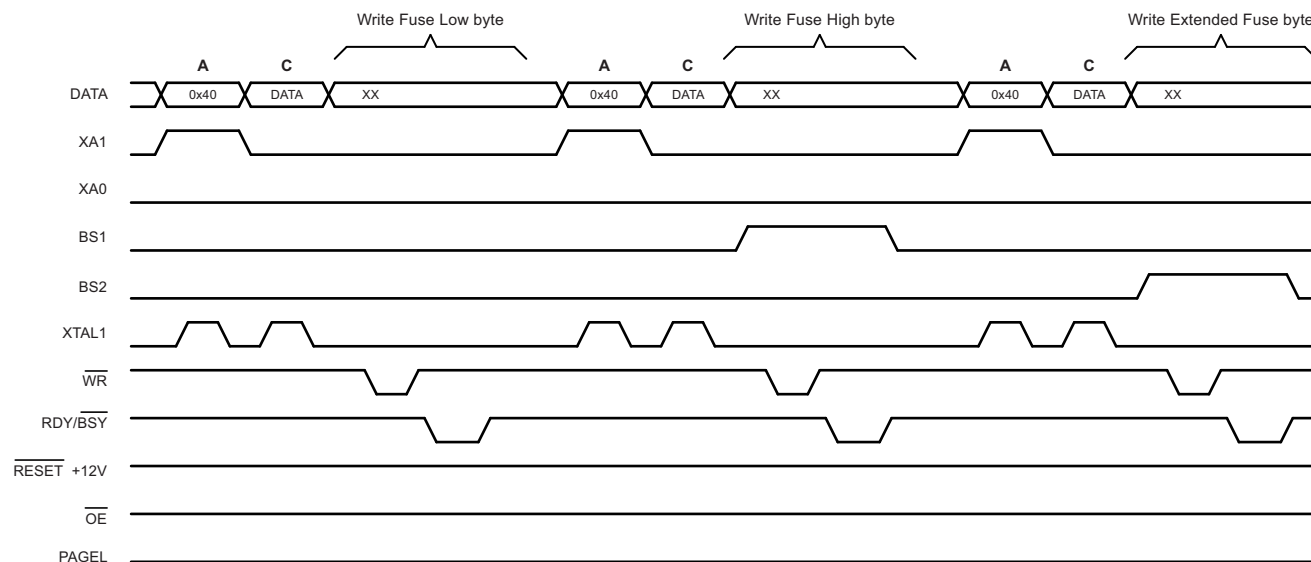 Write Fuse Low byte Write Fuse High byte Write Extended Fuse byte
A C A C A C
DATA 0x40 DATA XX 0x40 DATA XX 0x40 DATA XX
XA1
XA0
BS1
BS2
XTAL1
WR
RDY/BSY
RESET +12V
OE
PAGEL